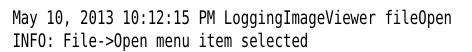 May 10, 2013 10:12:15 PM LoggingImageViewer fileOpen
INFO: File->Open menu item selected